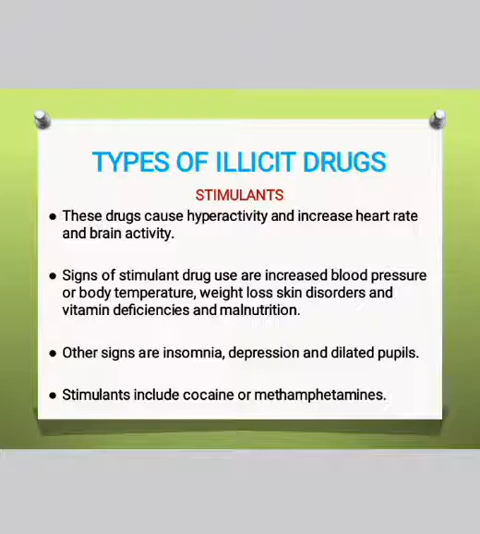 TYPES OF ILLICIT DRUGS
STIMULANTS
● These drugs cause hyperactivity and increase heart rate
and brain activity.
● Signs of stimulant drug use are increased blood pressure
or body temperature, weight loss skin disorders and
vitamin deficiencies and malnutrition.
● Other signs are insomnia, depression and dilated pupils.
● Stimulants include cocaine or methamphetamines.